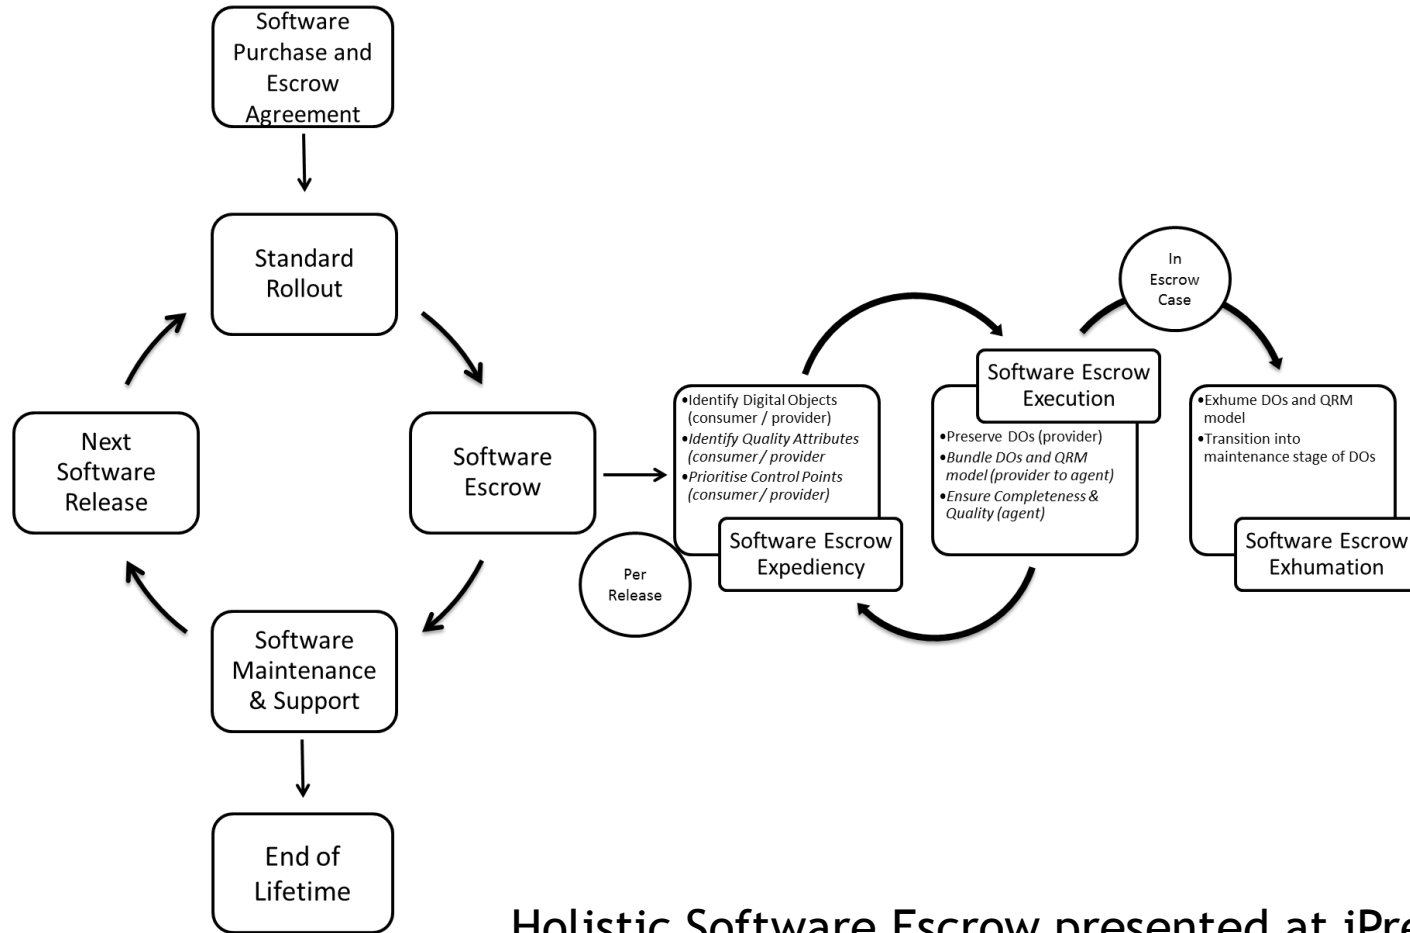 Software
Purchase and
Escrow
Agreement
Standard
Rollout
Next
Software
Release
Software
Escrow
Software
Maintenance
& Support
End of
Lifetime
•Identify Digital Objects
(consumer / provider)
•Identify Quality Attributes
(consumer / provider
•Prioritise Control Points
(consumer / provider)
Software Escrow
Expediency
Per
Release
Software Escrow
Execution
•Preserve DOs (provider)
•Bundle DOs and QRM
model (provider to agent)
•Ensure Completeness &
Quality (agent)
In
Escrow
Case
•Exhume DOs and QRM
model
•Transition into
maintenance stage of DOs
Software Escrow
Exhumation
Holistic Software Escrow presented at iPre